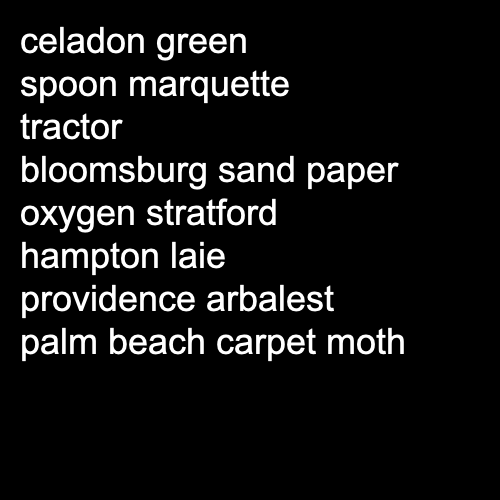 celadon green
spoon marquette
tractor
bloomsburg sand paper
oxygen stratford
hampton laie
providence arbalest
palm beach carpet moth